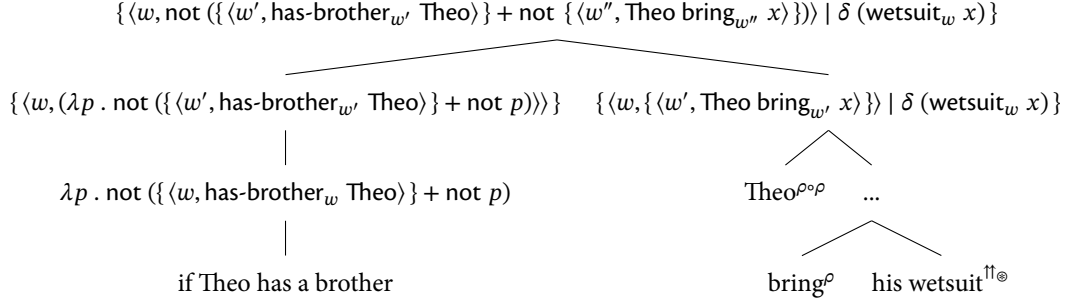 {⟨w, not ({⟨w′, has-brother_w′ Theo⟩} + not {⟨w″, Theo bring_w″ x⟩})⟩ | δ (wetsuit_w x)}
{⟨w, (λp . not ({⟨w′, has-brother_w′ Theo⟩} + not p))⟩} {⟨w, {⟨w′, Theo bring_w′ x⟩}⟩ | δ (wetsuit_w x)}
λp . not ({⟨w, has-brother_w Theo⟩} + not p) Theo^ρ∘ρ ...
if Theo has a brother bring^ρ his wetsuit^⇈⊛